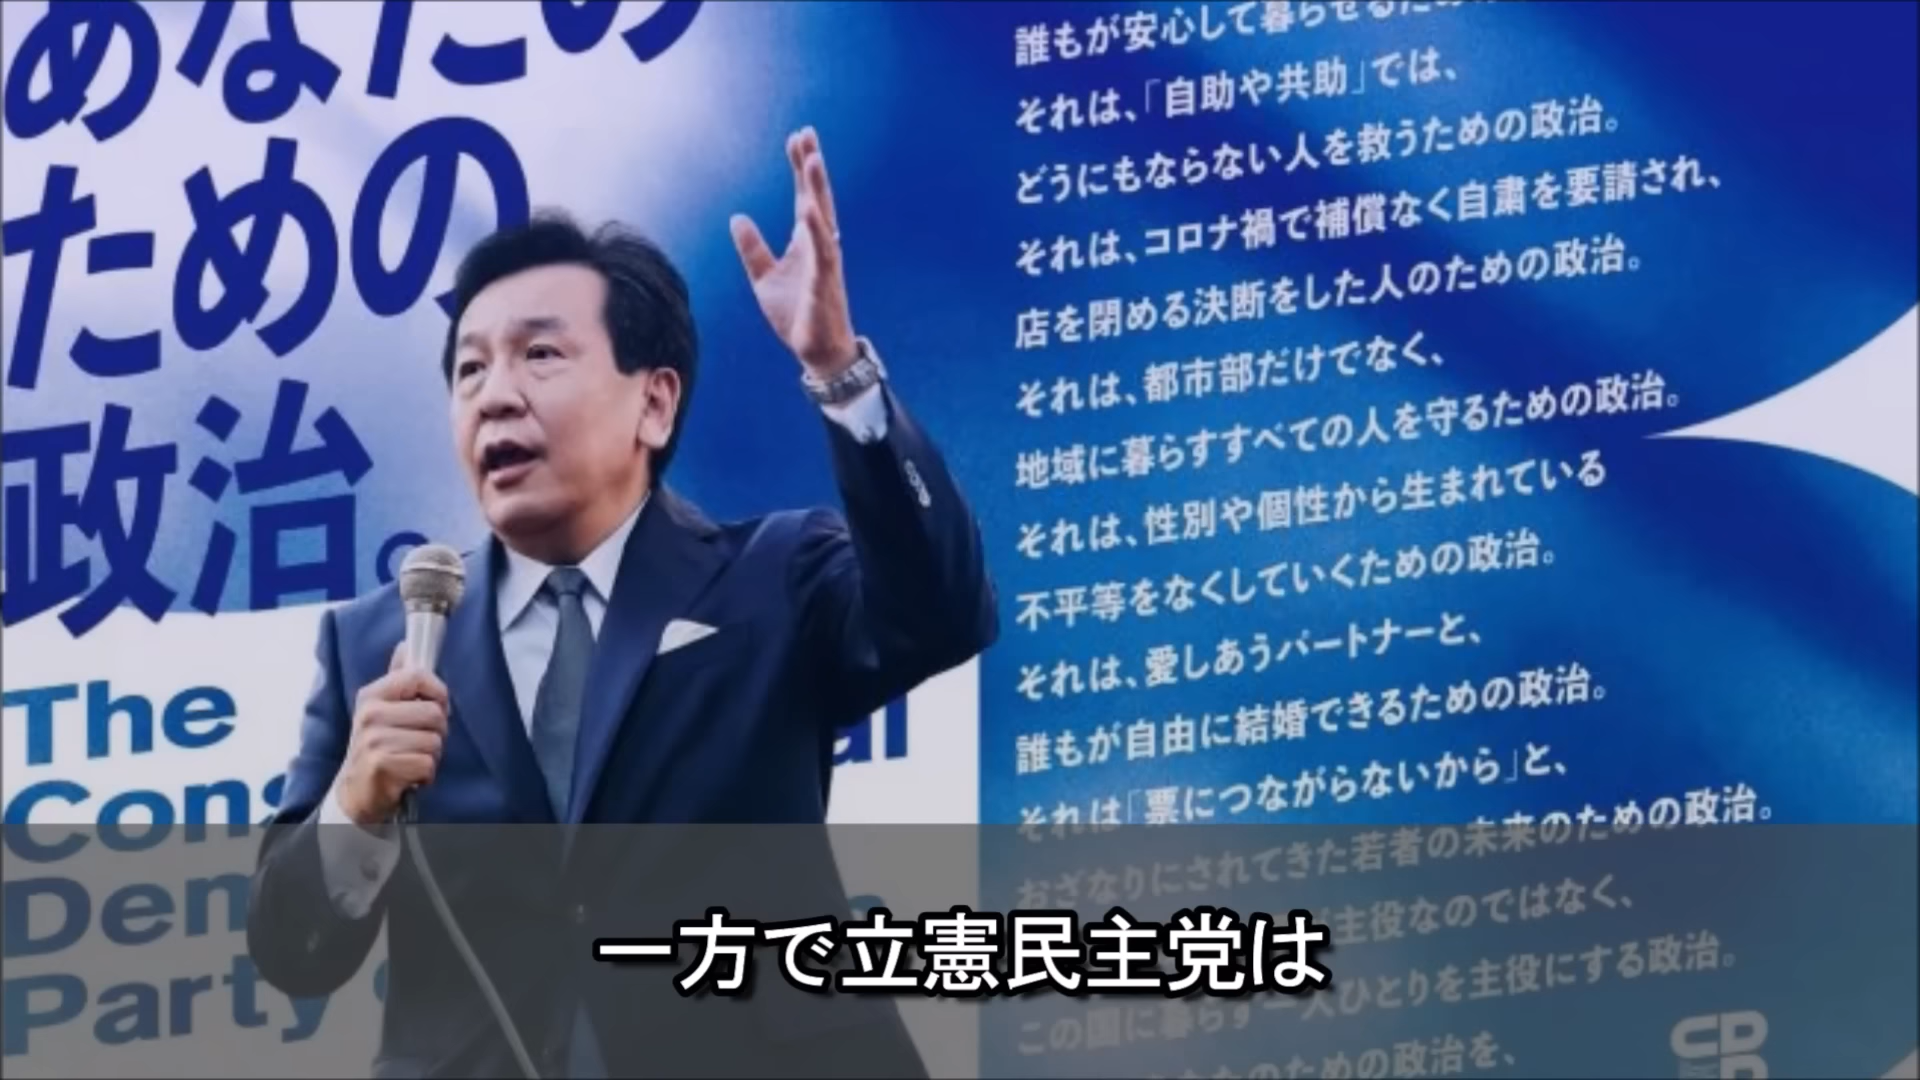 あなたの
ための
政治。
The
Cons
Dem
Party
al
誰もが安心して暮らせるため
それは、「自助や共助」では、
どうにもならない人を救うための政治。
それは、コロナ禍で補償なく自粛を要請され、
店を閉める決断をした人のための政治。
それは、都市部だけでなく、
地域に暮らすすべての人を守るための政治。
それは、性別や個性から生まれている
不平等をなくしていくための政治。
それは、愛しあうパートナーと、
誰もが自由に結婚できるための政治。
それは「票につながらないから」と、
おざなりにされてきた若者の未来のための政治。
主役なのではなく、
この国に暮らす一人ひとりを主役にする政治。
のための政治を、
CDP
一方で立憲民主党は